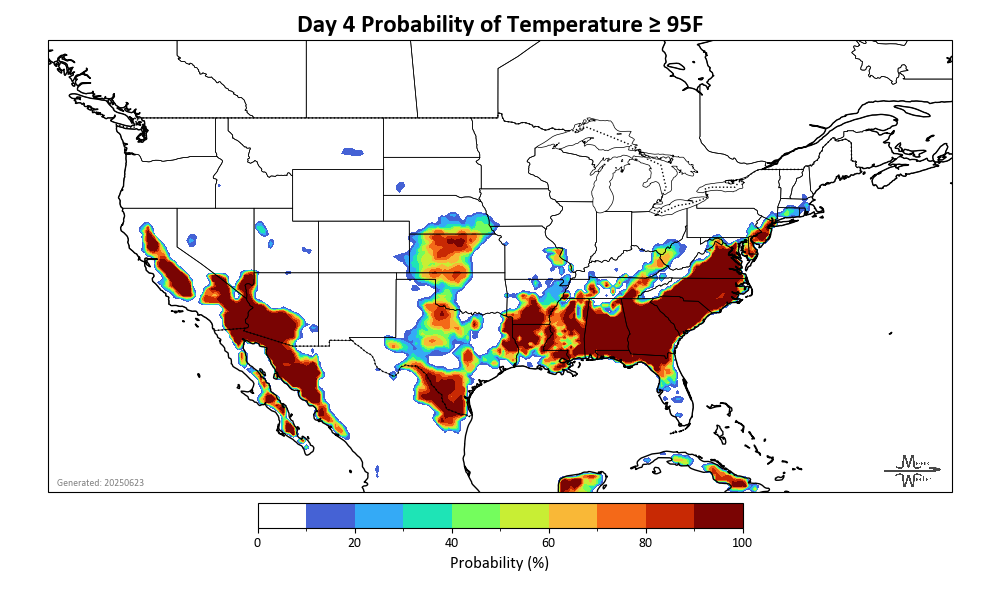 Day 4 Probability of Temperature ≥ 95F
Generated: 20250623
0 20 40 60 80 100
Probability (%)